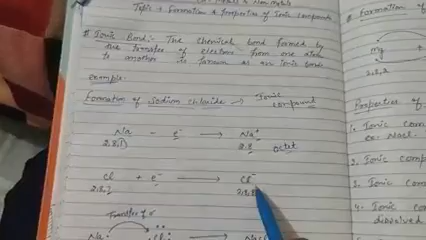 Topic → Formation & Properties of Ionic Compounds
# Ionic Bond:- The chemical bond formed by
the transfer of electron from one atom
to another is known as an ionic bond
example:-
Formation of Sodium chloride → Ionic compound
Na - e⁻ → Na⁺
2,8,1 2,8 octet
Cl + e⁻ → Cl⁻
2,8,7 2,8,8
Transfer of
Na
Formation of
Mg +
2,8,2
Properties of
1. Ionic com
2. Ionic comp
3. Ionic comp
4. Ionic com
dissolved